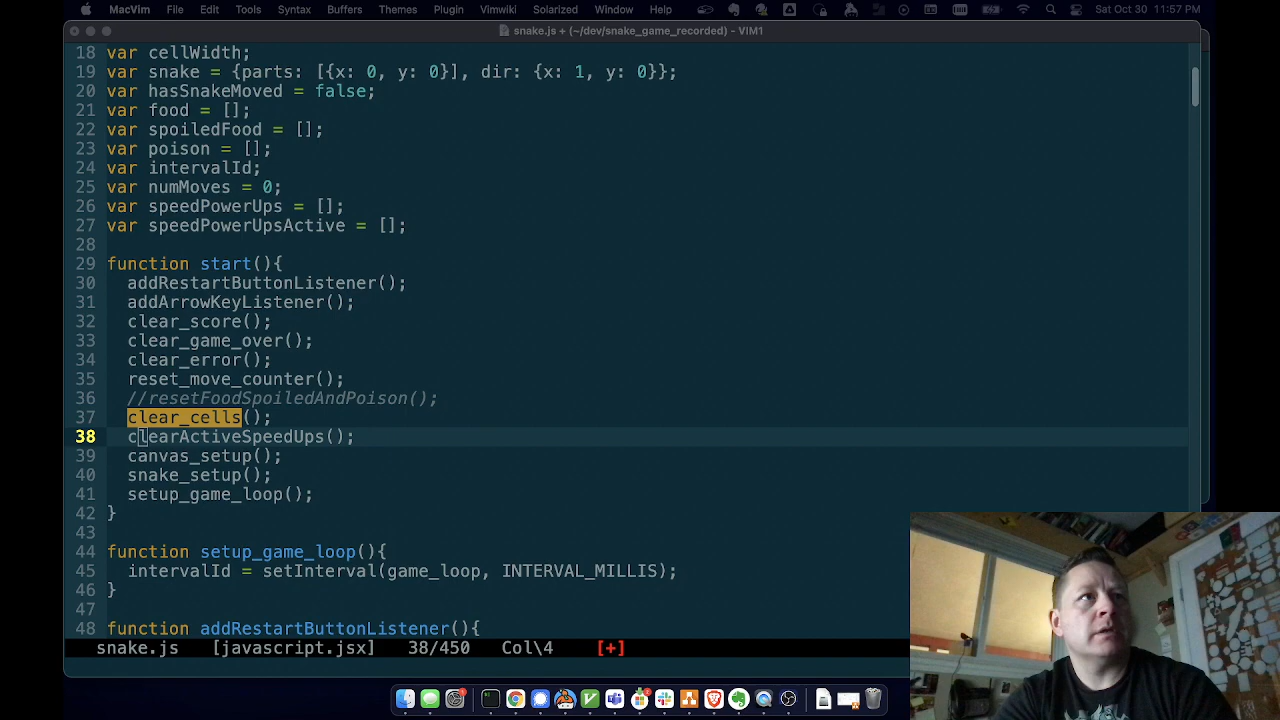 MacVim File Edit Tools Syntax Buffers Themes Plugin Vimwiki Solarized Window Help Sat Oct 30 11:57 PM
snake.js + (~/dev/snake_game_recorded) - VIM1
18 var cellWidth;
19 var snake = {parts: [{x: 0, y: 0}], dir: {x: 1, y: 0}};
20 var hasSnakeMoved = false;
21 var food = [];
22 var spoiledFood = [];
23 var poison = [];
24 var intervalId;
25 var numMoves = 0;
26 var speedPowerUps = [];
27 var speedPowerUpsActive = [];
28
29 function start(){
30 addRestartButtonListener();
31 addArrowKeyListener();
32 clear_score();
33 clear_game_over();
34 clear_error();
35 reset_move_counter();
36 //resetFoodSpoiledAndPoison();
37 clear_cells();
38 clearActiveSpeedUps();
39 canvas_setup();
40 snake_setup();
41 setup_game_loop();
42 }
43
44 function setup_game_loop(){
45 intervalId = setInterval(game_loop, INTERVAL_MILLIS);
46 }
47
48 function addRestartButtonListener(){
snake.js [javascript.jsx] 38/450 Col\4 [+]